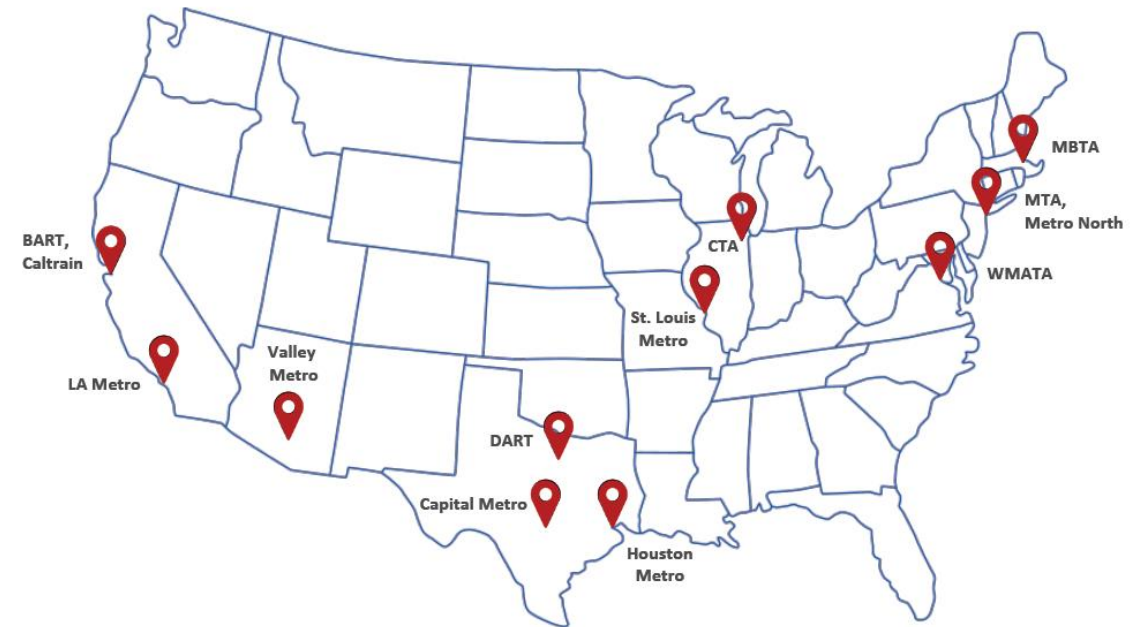 MBTA
MTA,
Metro North
BART,
Caltrain
CTA
WMATA
St. Louis
Metro
Valley
Metro
LA Metro
DART
Capital Metro
Houston
Metro